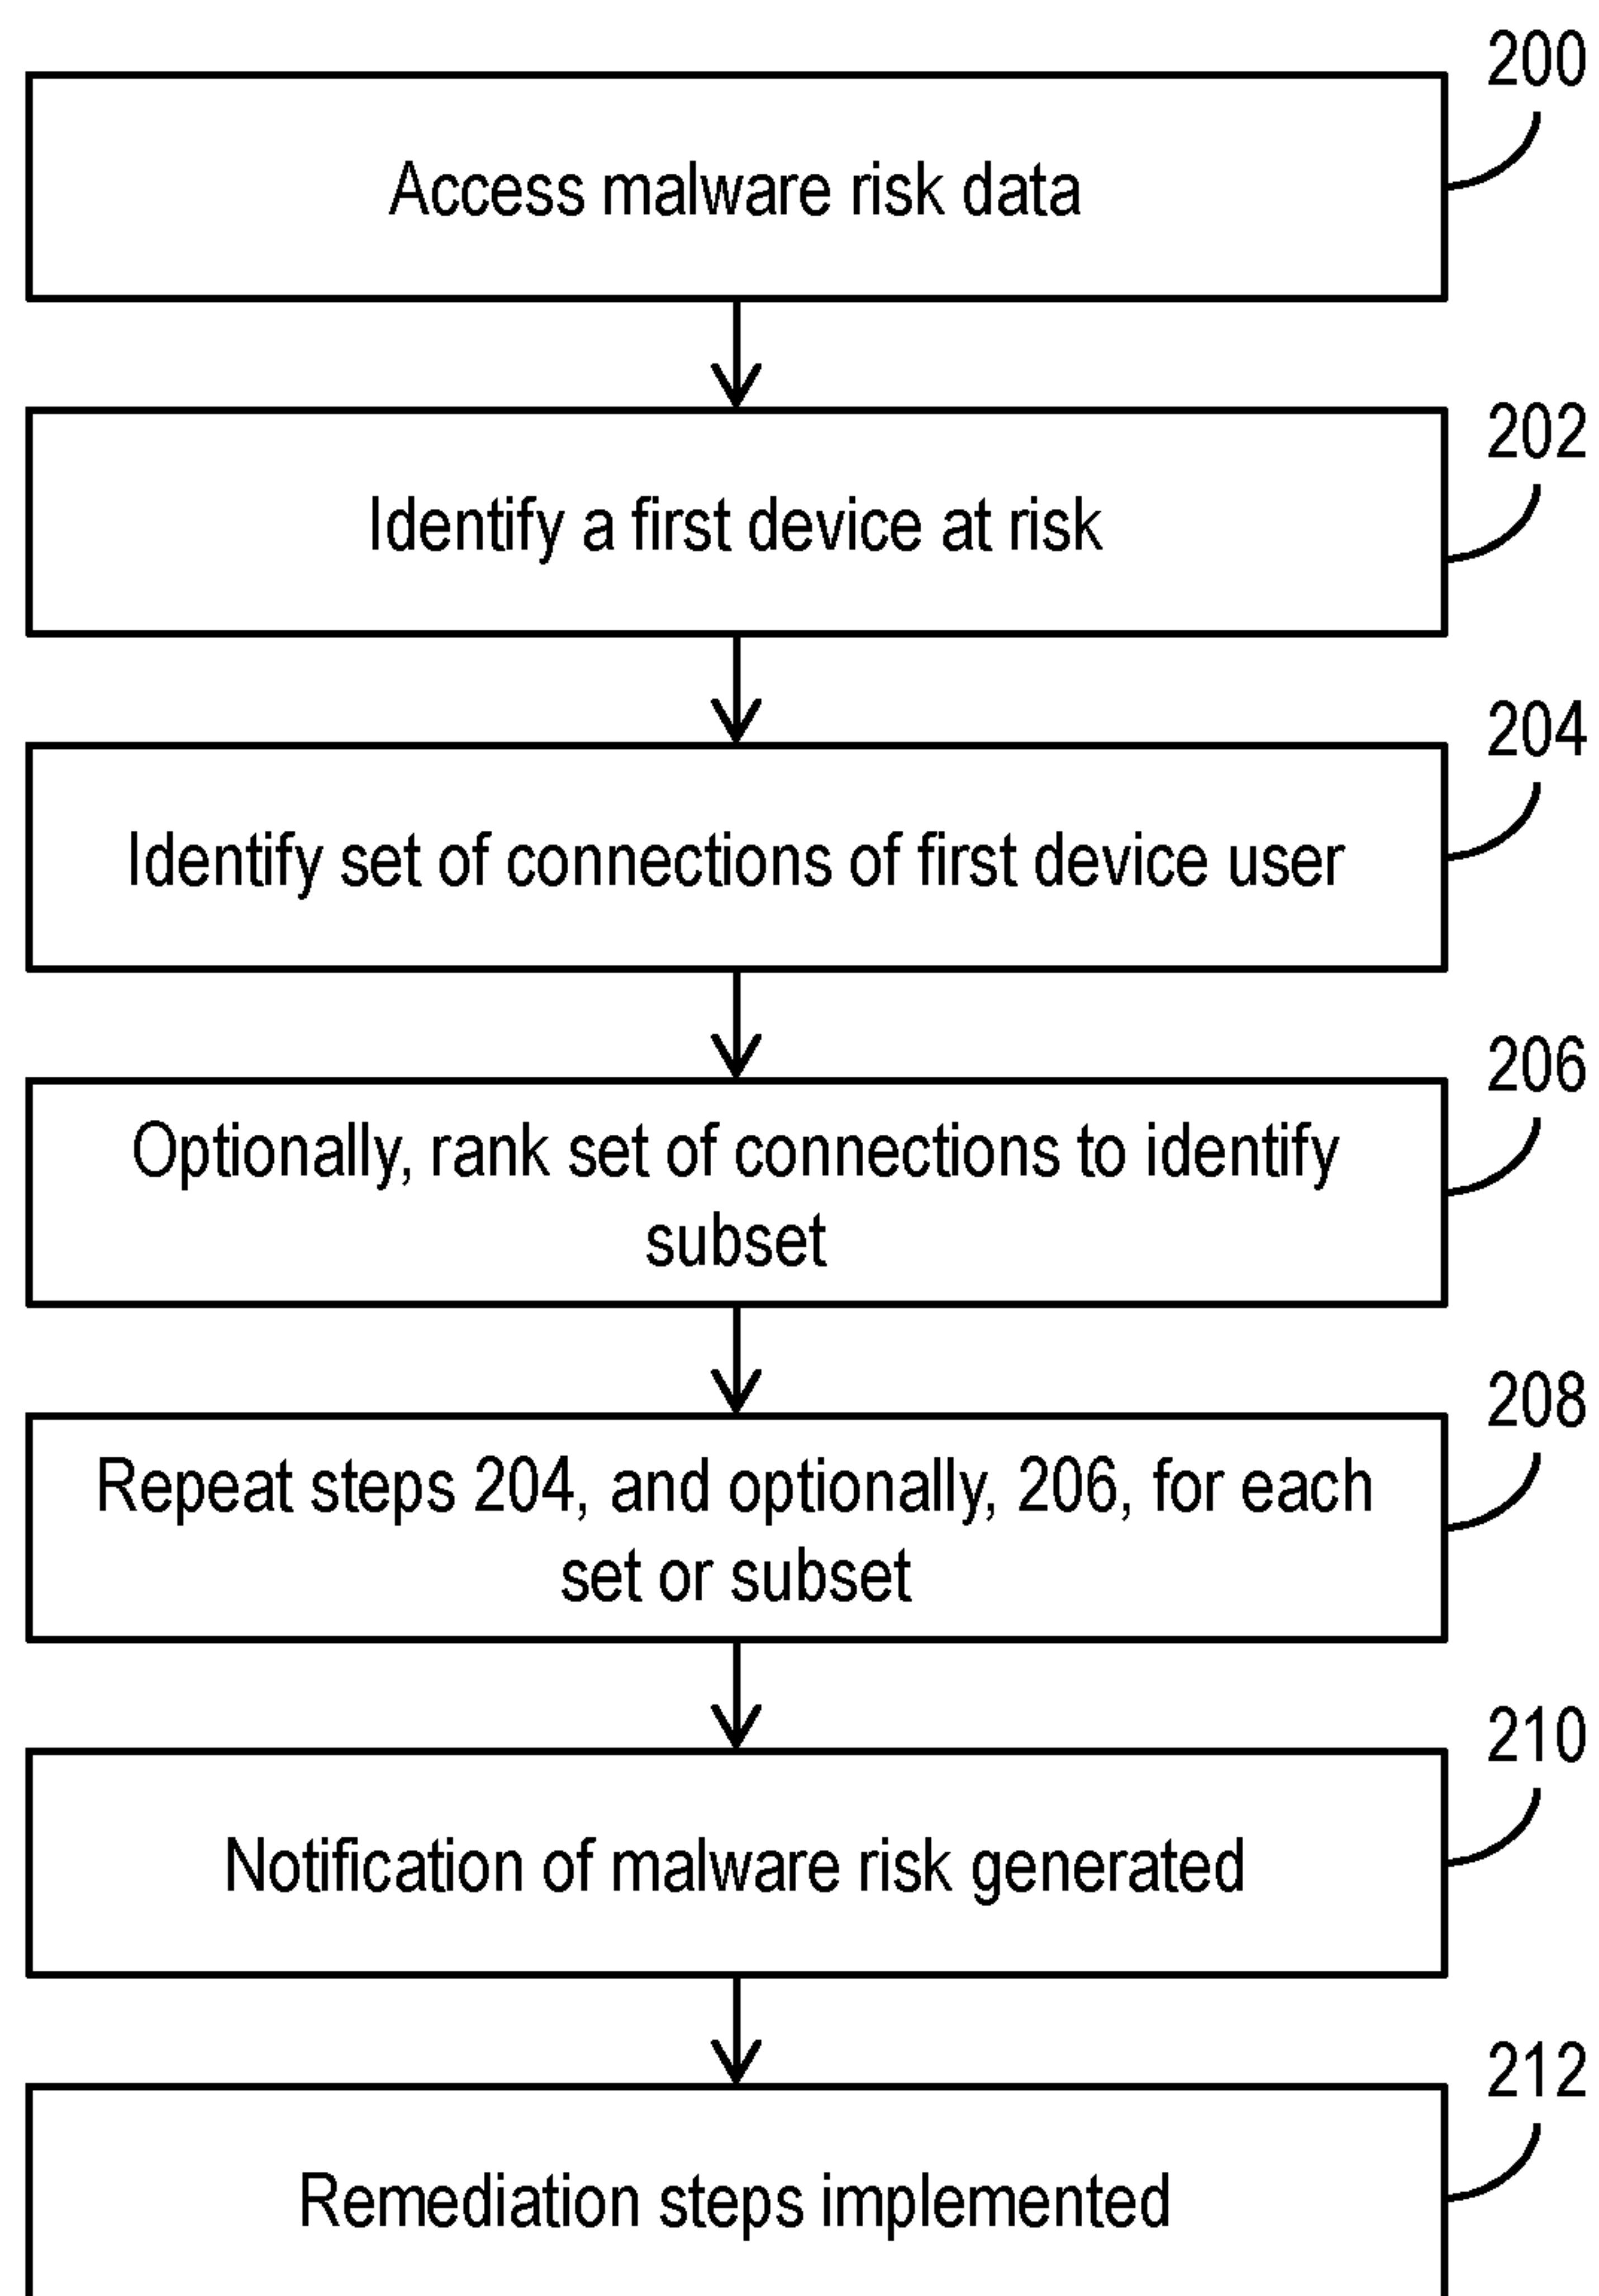 200
Access malware risk data
202
Identify a first device at risk
204
Identify set of connections of first device user
206
Optionally, rank set of connections to identify
subset
208
Repeat steps 204, and optionally, 206, for each
set or subset
210
Notification of malware risk generated
212
Remediation steps implemented